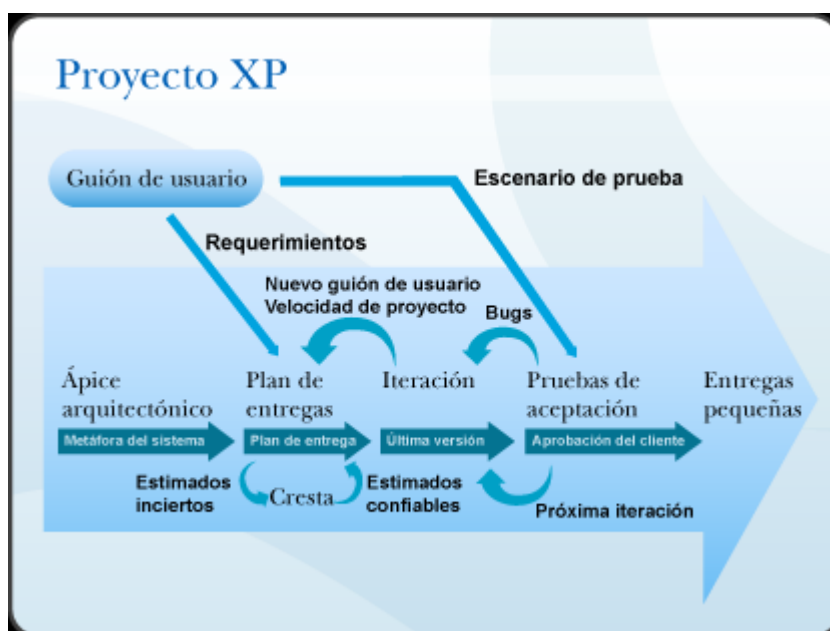 Proyecto XP
Guión de usuario
Escenario de prueba
Requerimientos
Nuevo guión de usuario
Velocidad de proyecto
Bugs
Ápice
arquitectónico
Plan de
entregas
Iteración
Pruebas de
aceptación
Entregas
pequeñas
Metáfora del sistema
Plan de entrega
Última versión
Aprobación del cliente
Estimados
inciertos
Cresta
Estimados
confiables
Próxima iteración